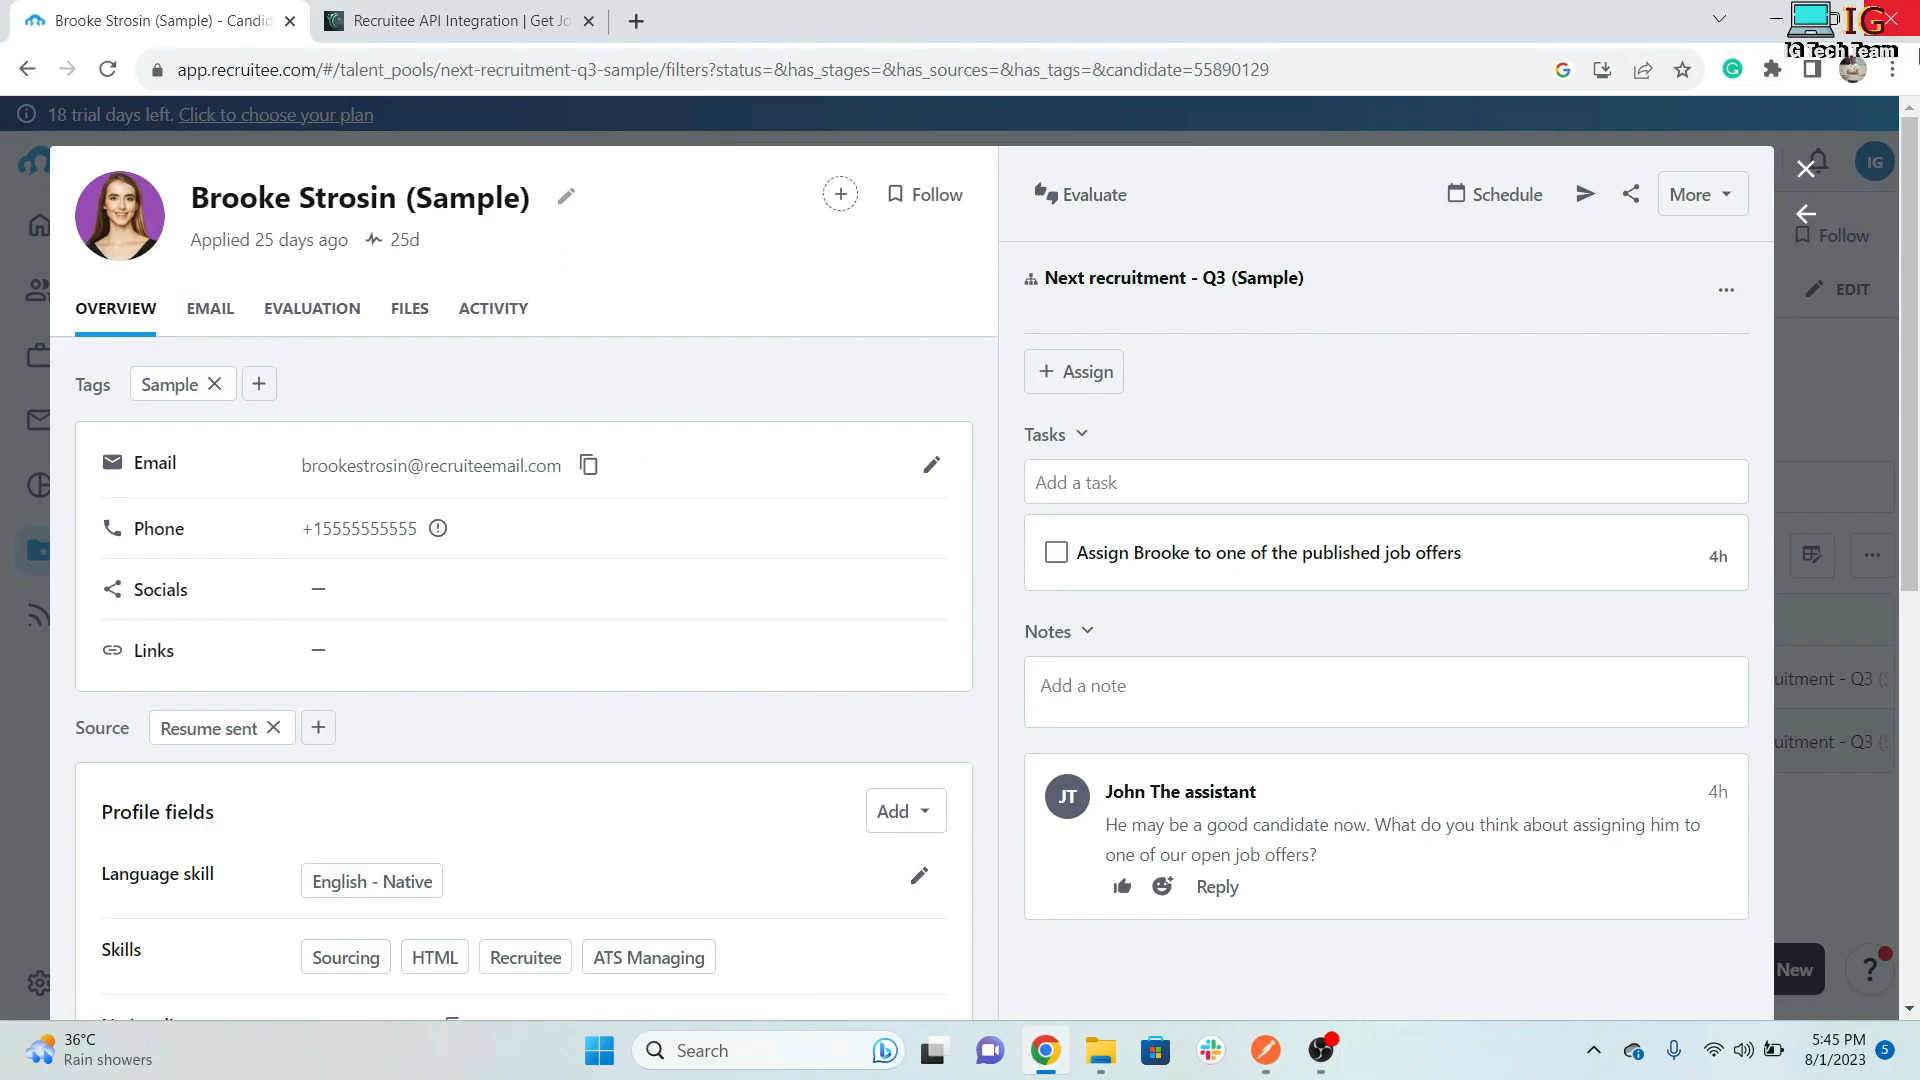 Brooke Strosin (Sample) - Candid
Recruitee API Integration | Get Jo
IG
IG Tech Team
app.recruitee.com/#/talent_pools/next-recruitment-q3-sample/filters?status=&has_stages=&has_sources=&has_tags=&candidate=55890129
18 trial days left. Click to choose your plan
Brooke Strosin (Sample)
Applied 25 days ago 25d
Follow
OVERVIEW EMAIL EVALUATION FILES ACTIVITY
Tags Sample
Email brookestrosin@recruiteemail.com
Phone +15555555555
Socials —
Links —
Source Resume sent
Profile fields Add
Language skill English - Native
Skills Sourcing HTML Recruitee ATS Managing
Evaluate Schedule More
Next recruitment - Q3 (Sample)
Assign
Tasks
Add a task
Assign Brooke to one of the published job offers 4h
Notes
Add a note
JT John The assistant 4h
He may be a good candidate now. What do you think about assigning him to
one of our open job offers?
Reply
IG
Follow
EDIT
uitment - Q3 (S
uitment - Q3 (S
New
?
36°C
Rain showers
Search
5:45 PM
8/1/2023
5